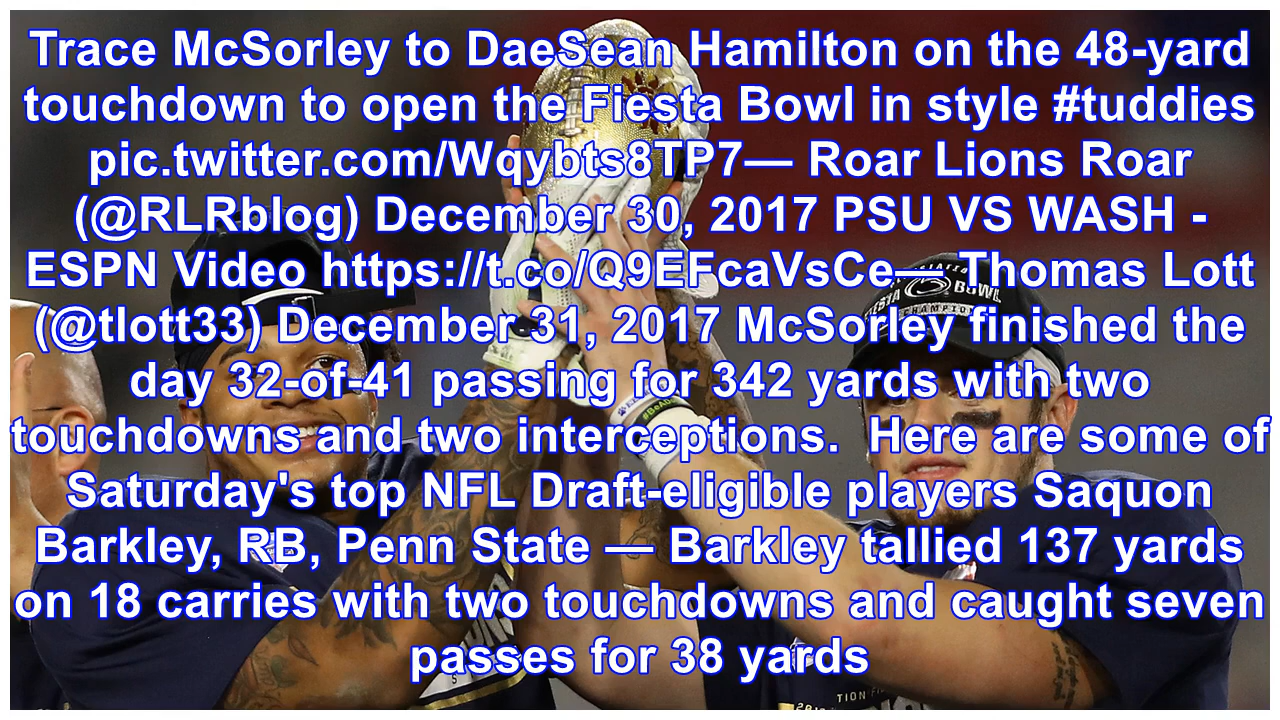 Trace McSorley to DaeSean Hamilton on the 48-yard
touchdown to open the Fiesta Bowl in style #tuddies
pic.twitter.com/Wqybts8TP7— Roar Lions Roar
(@RLRblog) December 30, 2017 PSU VS WASH -
ESPN Video https://t.co/Q9EFcaVsCe— Thomas Lott
(@tlott33) December 31, 2017 McSorley finished the
day 32-of-41 passing for 342 yards with two
touchdowns and two interceptions.  Here are some of
Saturday's top NFL Draft-eligible players Saquon
Barkley, RB, Penn State — Barkley tallied 137 yards
on 18 carries with two touchdowns and caught seven
passes for 38 yards
BOWL
CHAMPIONS